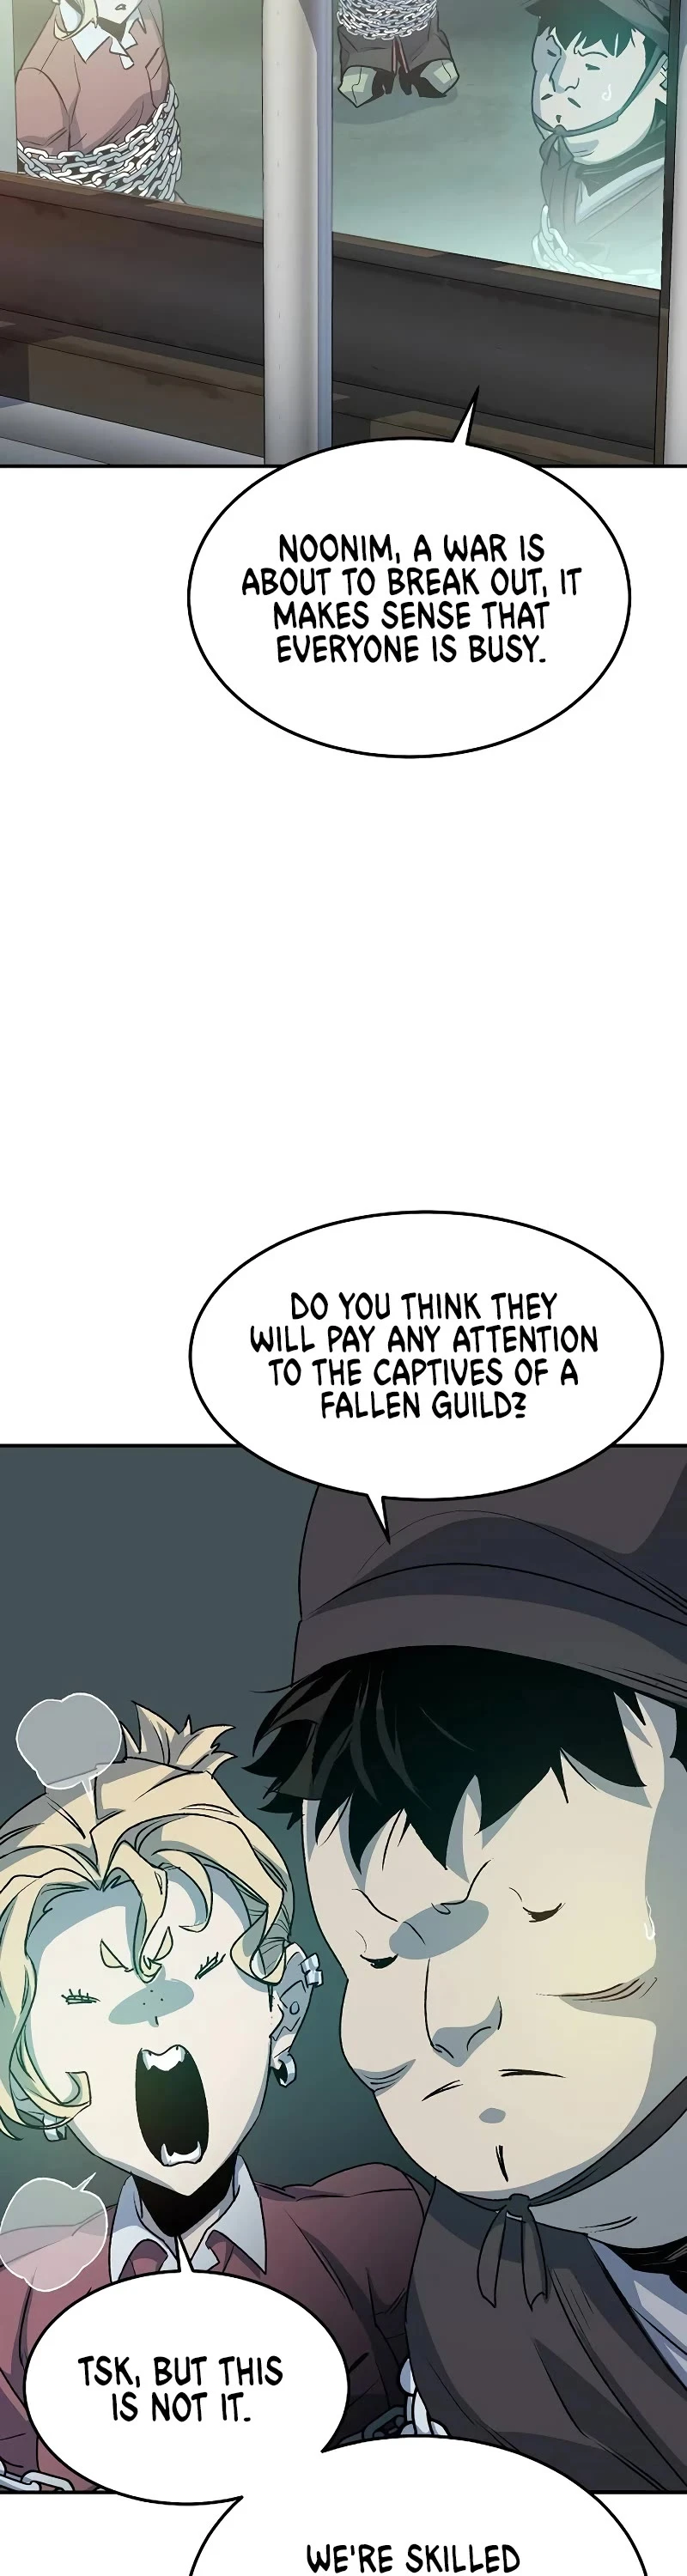 NOONIM, A WAR IS
ABOUT TO BREAK OUT, IT
MAKES SENSE THAT
EVERYONE IS BUSY.
DO YOU THINK THEY
WILL PAY ANY ATTENTION
TO THE CAPTIVES OF A
FALLEN GUILD?
TSK, BUT THIS
IS NOT IT.
WE'RE SKILLED